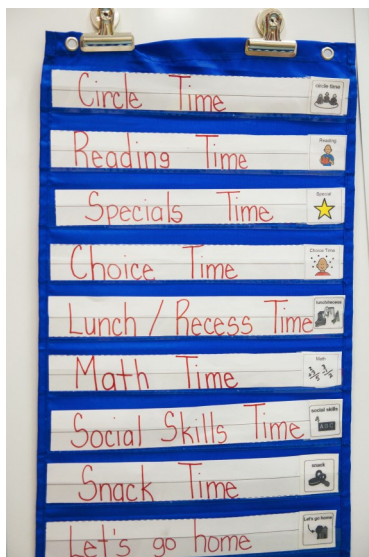 Circle Time
circle time
Reading Time
Reading
Specials Time
Special
Choice Time
Choice Time
Lunch / Recess Time
lunch/recess
Math Time
Math
Social Skills Time
social skills
ABC
Snack Time
snack
Let's go home
Let's go home